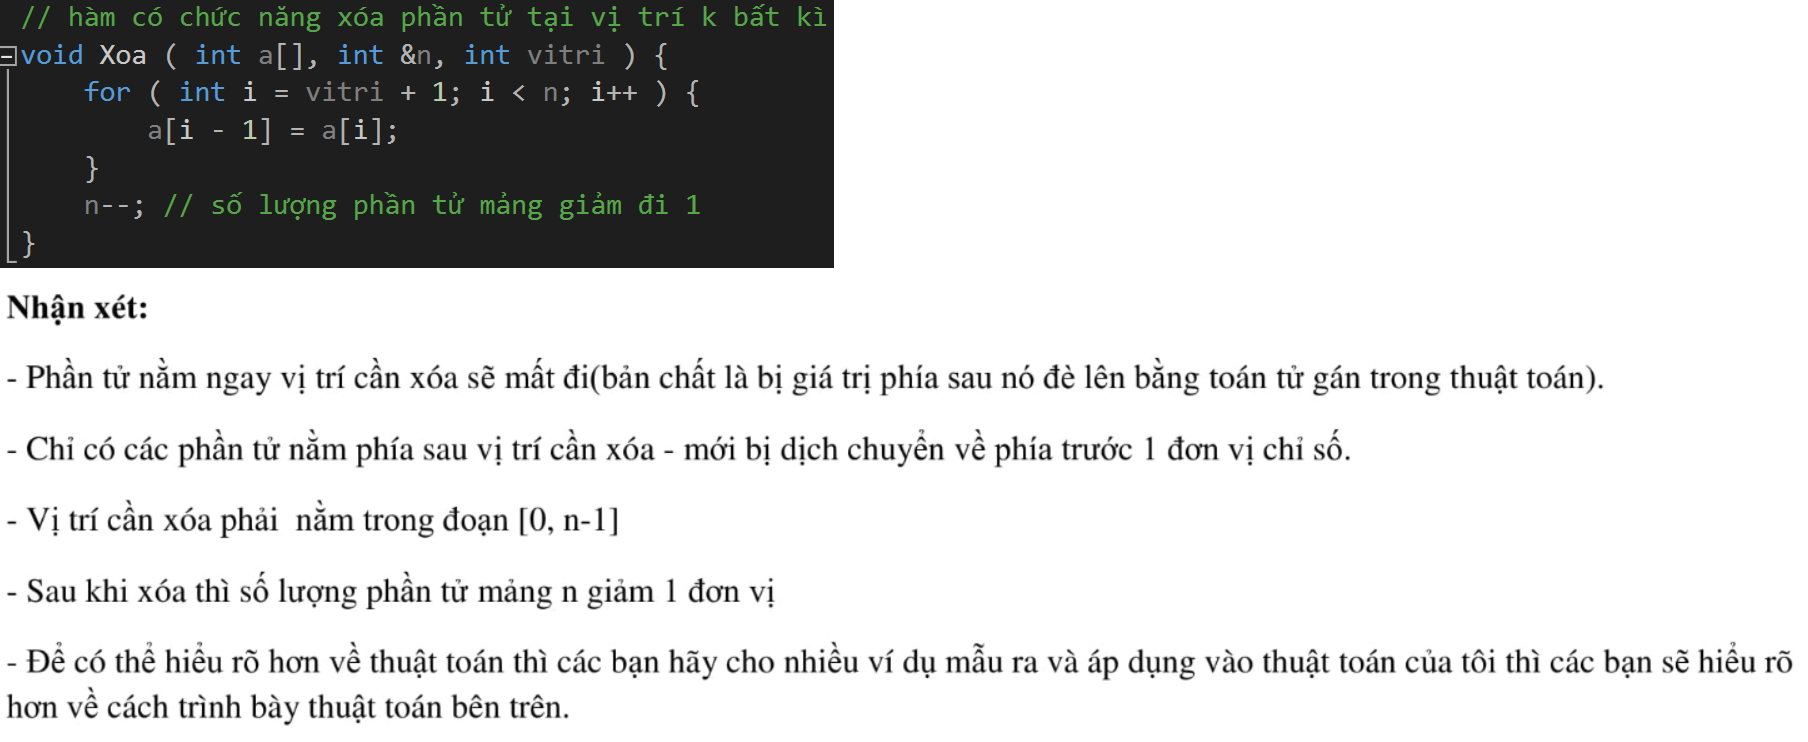 // hàm có chức năng xóa phần tử tại vị trí k bất kì
void Xoa ( int a[], int &n, int vitri ) {
    for ( int i = vitri + 1; i < n; i++ ) {
        a[i - 1] = a[i];
    }
    n--; // số lượng phần tử mảng giảm đi 1
}
Nhận xét:
- Phần tử nằm ngay vị trí cần xóa sẽ mất đi(bản chất là bị giá trị phía sau nó đè lên bằng toán tử gán trong thuật toán).
- Chỉ có các phần tử nằm phía sau vị trí cần xóa - mới bị dịch chuyển về phía trước 1 đơn vị chỉ số.
- Vị trí cần xóa phải  nằm trong đoạn [0, n-1]
- Sau khi xóa thì số lượng phần tử mảng n giảm 1 đơn vị
- Để có thể hiểu rõ hơn về thuật toán thì các bạn hãy cho nhiều ví dụ mẫu ra và áp dụng vào thuật toán của tôi thì các bạn sẽ hiểu rõ
hơn về cách trình bày thuật toán bên trên.